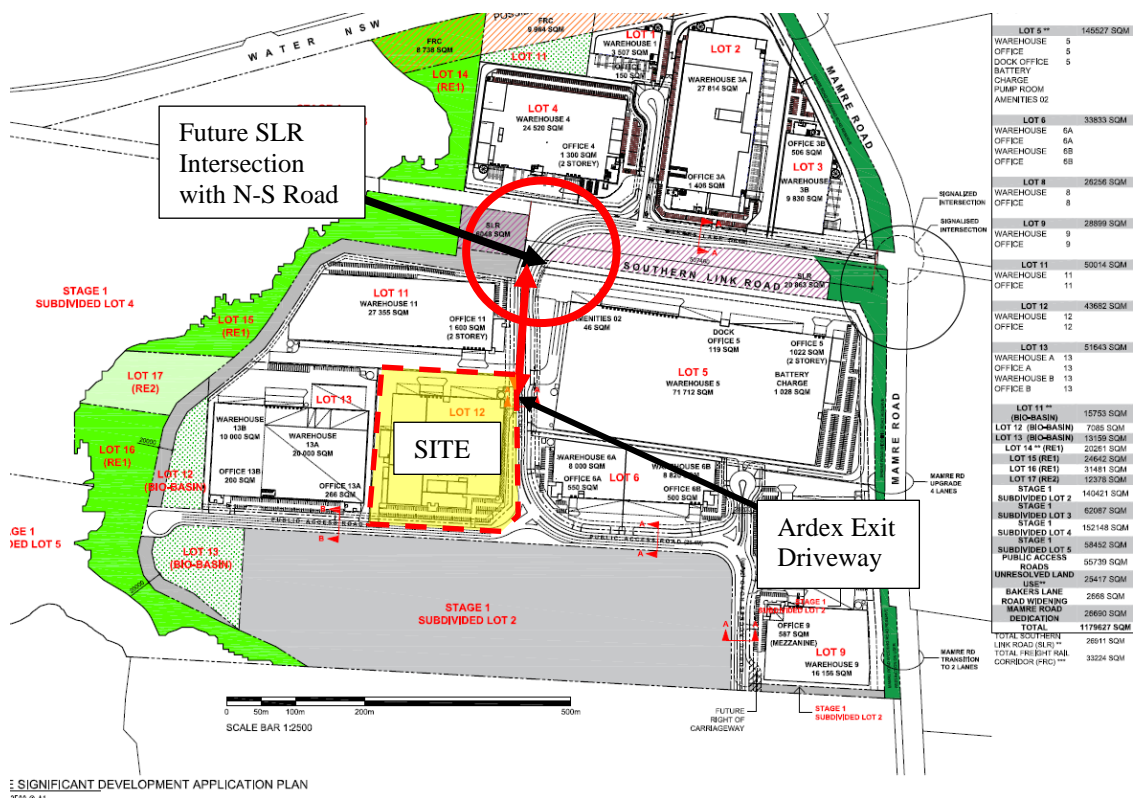 WATER NSW
FRC
8 738 SQM
FRC
9 984 SQM
LOT 14
(RE1)
LOT 11
LOT 1
WAREHOUSE 1
3 507 SQM
OFFICE
150 SQM
LOT 2
WAREHOUSE 3A
27 814 SQM
OFFICE 3A
1 406 SQM
LOT 4
WAREHOUSE 4
24 520 SQM
OFFICE 4
1 300 SQM
(2 STOREY)
OFFICE 3B
506 SQM
LOT 3
WAREHOUSE
3B
9 830 SQM
MAMRE ROAD
SIGNALIZED
INTERSECTION
SIGNALISED
INTERSECTION
Future SLR
Intersection
with N-S Road
SLR
6048 SQM
A
A
SOUTHERN LINK ROAD
SLR
20 863 SQM
STAGE 1
SUBDIVIDED LOT 4
LOT 15
(RE1)
LOT 17
(RE2)
LOT 16
(RE1)
LOT 11
WAREHOUSE 11
27 355 SQM
OFFICE 11
1 600 SQM
(2 STOREY)
AMENITIES 02
46 SQM
DOCK
OFFICE 5
119 SQM
OFFICE 5
1022 SQM
(2 STOREY)
LOT 5
WAREHOUSE 5
71 712 SQM
BATTERY
CHARGE
1 028 SQM
MAMRE ROAD
LOT 13
WAREHOUSE
13B
10 000 SQM
WAREHOUSE
13A
20 000 SQM
OFFICE 13B
200 SQM
OFFICE 13A
266 SQM
LOT 12
SITE
WAREHOUSE 6A
8 000 SQM
OFFICE 6A
550 SQM
LOT 6
WAREHOUSE 6B
OFFICE 6B
500 SQM
MAMRE RD
UPGRADE
4 LANES
20000
LOT 12
(BIO-BASIN)
B
B
PUBLIC ACCESS ROAD
A
A
PUBLIC ACCESS ROAD
Ardex Exit
Driveway
LOT 13
(BIO-BASIN)
STAGE 1
SUBDIVIDED LOT 2
STAGE 1
SUBDIVIDED LOT 2
OFFICE 9
587 SQM
(MEZZANINE)
A
A
LOT 9
WAREHOUSE 9
16 156 SQM
MAMRE RD
TRANSITION
TO 2 LANES
FUTURE
RIGHT OF
CARRIAGEWAY
STAGE 1
SUBDIVIDED LOT 2
0 50m 100m 200m 500m
SCALE BAR 1:2500
E SIGNIFICANT DEVELOPMENT APPLICATION PLAN
LOT 5 ** 145527 SQM
WAREHOUSE 5
OFFICE 5
DOCK OFFICE 5
BATTERY
CHARGE
PUMP ROOM
AMENITIES 02
LOT 6 33833 SQM
WAREHOUSE 6A
OFFICE 6A
WAREHOUSE 6B
OFFICE 6B
LOT 8 26256 SQM
WAREHOUSE 8
OFFICE 8
LOT 9 28899 SQM
WAREHOUSE 9
OFFICE 9
LOT 11 50014 SQM
WAREHOUSE 11
OFFICE 11
LOT 12 43682 SQM
WAREHOUSE 12
OFFICE 12
LOT 13 51643 SQM
WAREHOUSE A 13
OFFICE A 13
WAREHOUSE B 13
OFFICE B 13
LOT 11 **
(BIO-BASIN) 15753 SQM
LOT 12 (BIO-BASIN) 7085 SQM
LOT 13 (BIO-BASIN) 13159 SQM
LOT 14 ** (RE1) 20261 SQM
LOT 15 (RE1) 24642 SQM
LOT 16 (RE1) 31481 SQM
LOT 17 (RE2) 12378 SQM
STAGE 1
SUBDIVIDED LOT 2 140421 SQM
STAGE 1
SUBDIVIDED LOT 3 62087 SQM
STAGE 1
SUBDIVIDED LOT 4 152148 SQM
STAGE 1
SUBDIVIDED LOT 5 58452 SQM
PUBLIC ACCESS
ROADS 55739 SQM
UNRESOLVED LAND
USE** 25417 SQM
BAKERS LANE
ROAD WIDENING 2668 SQM
MAMRE ROAD
DEDICATION 26690 SQM
TOTAL 1179627 SQM
TOTAL SOUTHERN
LINK ROAD (SLR) ** 26911 SQM
TOTAL FREIGHT RAIL
CORRIDOR (FRC) *** 33224 SQM